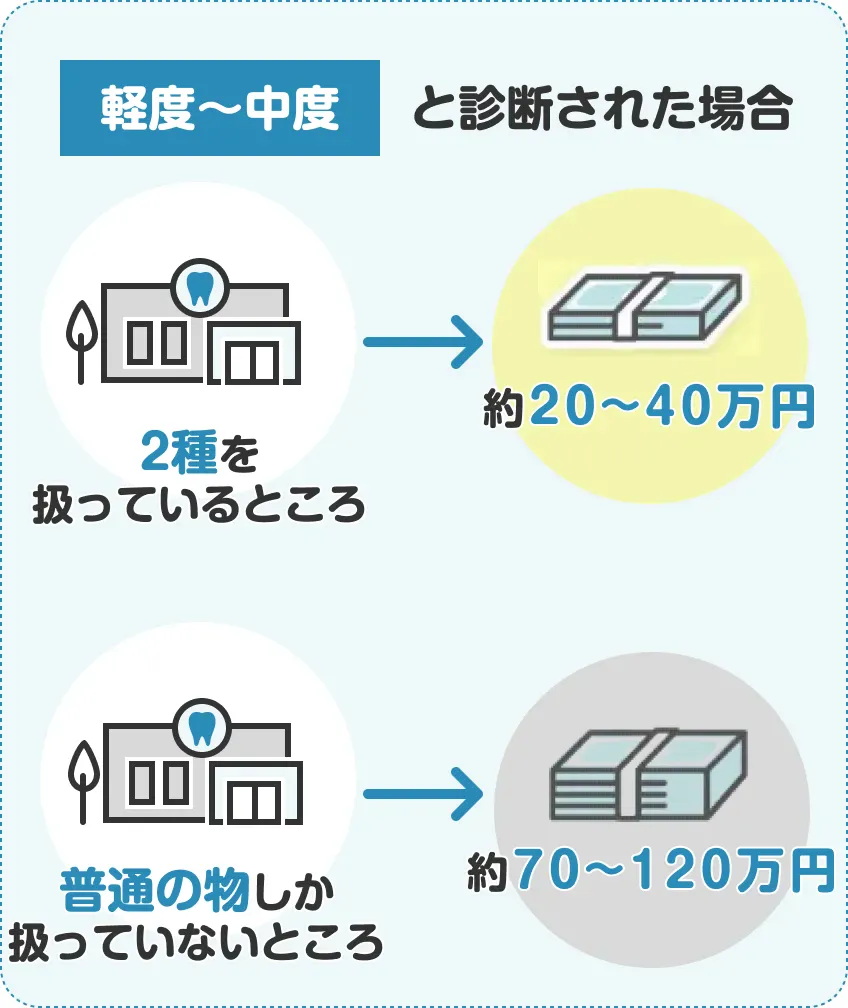 軽度～中度 と診断された場合
2種を
扱っているところ
約20～40万円
普通の物しか
扱っていないところ
約70～120万円